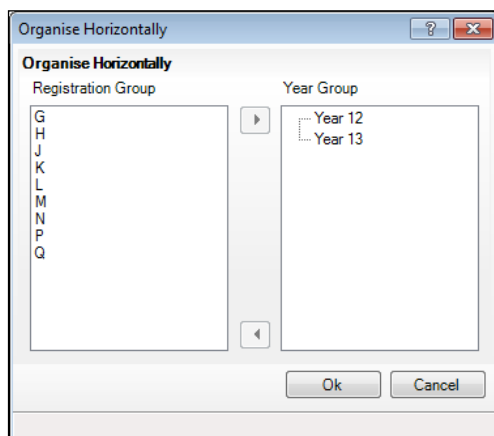 Organise Horizontally
?
Organise Horizontally
Registration Group
Year Group
G
H
J
K
L
M
N
P
Q
Year 12
Year 13
Ok
Cancel